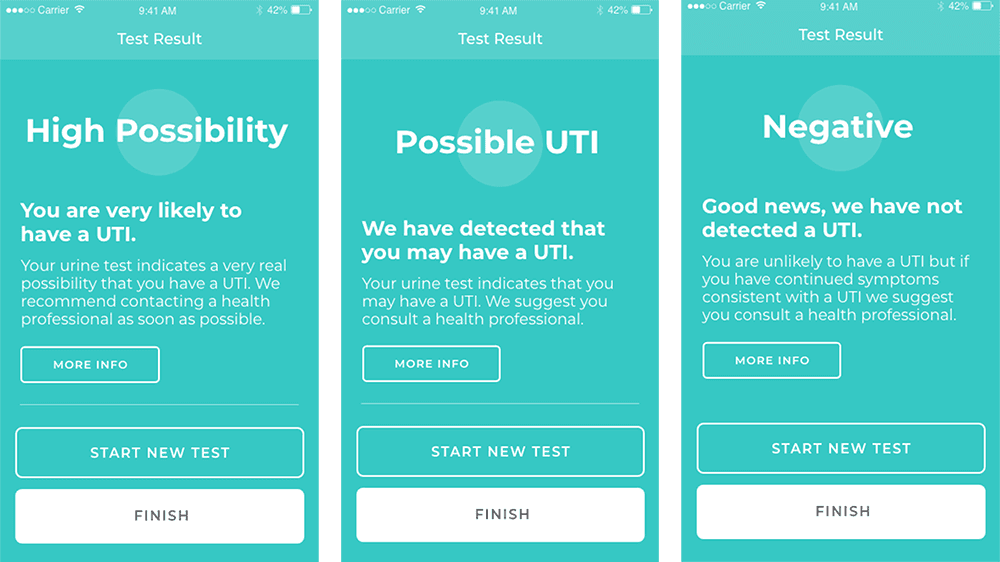 ●●●○○ Carrier 9:41 AM 42%
Test Result
High Possibility
You are very likely to
have a UTI.
Your urine test indicates a very real
possibility that you have a UTI. We
recommend contacting a health
professional as soon as possible.
MORE INFO
START NEW TEST
FINISH
●●●○○ Carrier 9:41 AM 42%
Test Result
Possible UTI
We have detected that
you may have a UTI.
Your urine test indicates that you
may have a UTI. We suggest you
consult a health professional.
MORE INFO
START NEW TEST
FINISH
●●●○○ Carrier 9:41 AM 42%
Test Result
Negative
Good news, we have not
detected a UTI.
You are unlikely to have a UTI but if
you have continued symptoms
consistent with a UTI we suggest
you consult a health professional.
MORE INFO
START NEW TEST
FINISH